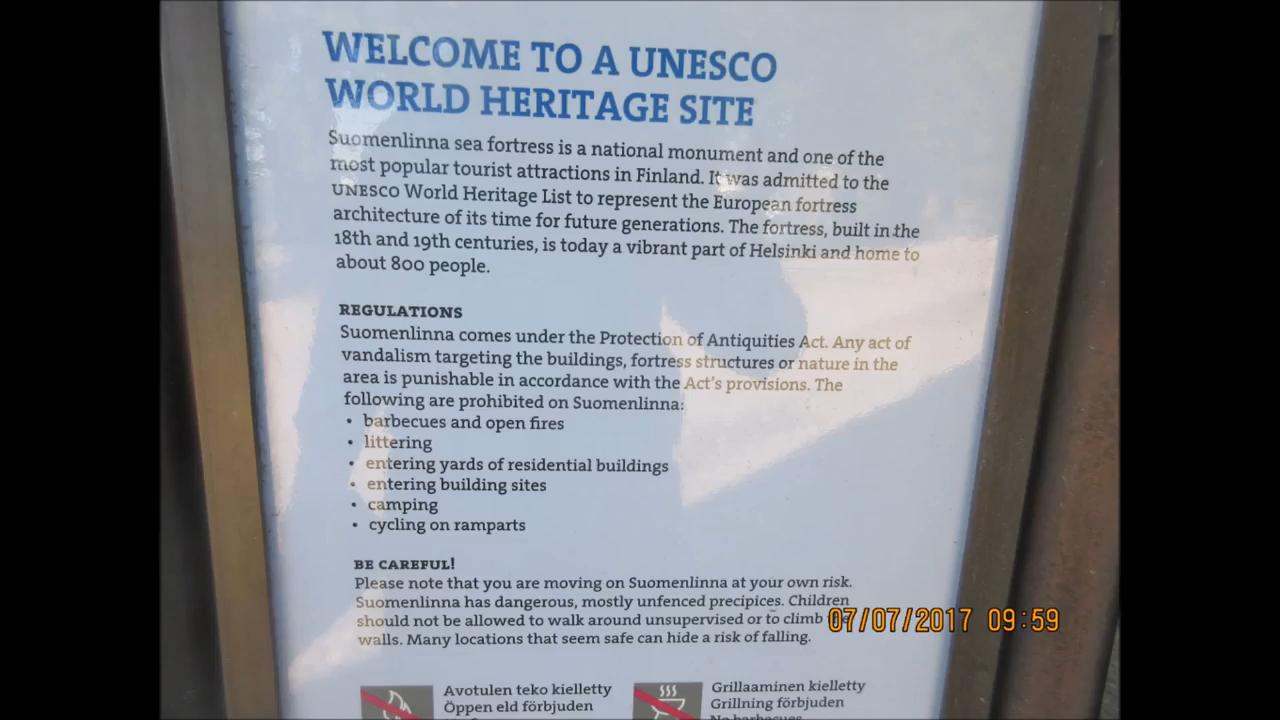 WELCOME TO A UNESCO
WORLD HERITAGE SITE
Suomenlinna sea fortress is a national monument and one of the
most popular tourist attractions in Finland. It was admitted to the
UNESCO World Heritage List to represent the European fortress
architecture of its time for future generations. The fortress, built in the
18th and 19th centuries, is today a vibrant part of Helsinki and home to
about 800 people.
REGULATIONS
Suomenlinna comes under the Protection of Antiquities Act. Any act of
vandalism targeting the buildings, fortress structures or nature in the
area is punishable in accordance with the Act's provisions. The
following are prohibited on Suomenlinna:
• barbecues and open fires
• littering
• entering yards of residential buildings
• entering building sites
• camping
• cycling on ramparts
BE CAREFUL!
Please note that you are moving on Suomenlinna at your own risk.
Suomenlinna has dangerous, mostly unfenced precipices. Children
should not be allowed to walk around unsupervised or to climb
walls. Many locations that seem safe can hide a risk of falling.
07/07/2017 09:59
Avotulen teko kielletty
Öppen eld förbjuden
Grillaaminen kielletty
Grillning förbjuden
No barbecues